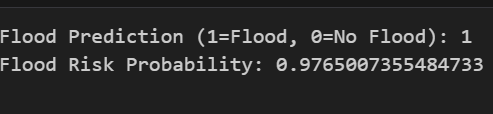 Flood Prediction (1=Flood, 0=No Flood): 1
Flood Risk Probability: 0.9765007355484733